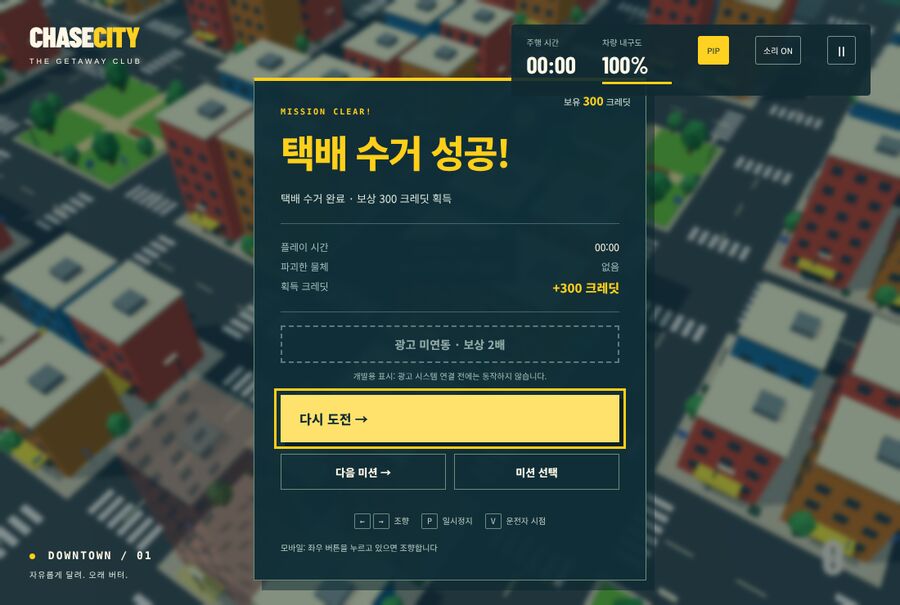 CHASECITY
THE GETAWAY CLUB
주행 시간
00:00
차량 내구도
100%
PIP
소리 ON
보유 300 크레딧
MISSION CLEAR!
택배 수거 성공!
택배 수거 완료 · 보상 300 크레딧 획득
플레이 시간 00:00
파괴한 물체 없음
획득 크레딧 +300 크레딧
광고 미연동 · 보상 2배
개발용 표시: 광고 시스템 연결 전에는 동작하지 않습니다.
다시 도전 →
다음 미션 →
미션 선택
← → 조향 P 일시정지 V 운전자 시점
모바일: 좌우 버튼을 누르고 있으면 조향합니다
DOWNTOWN / 01
자유롭게 달려. 오래 버텨.